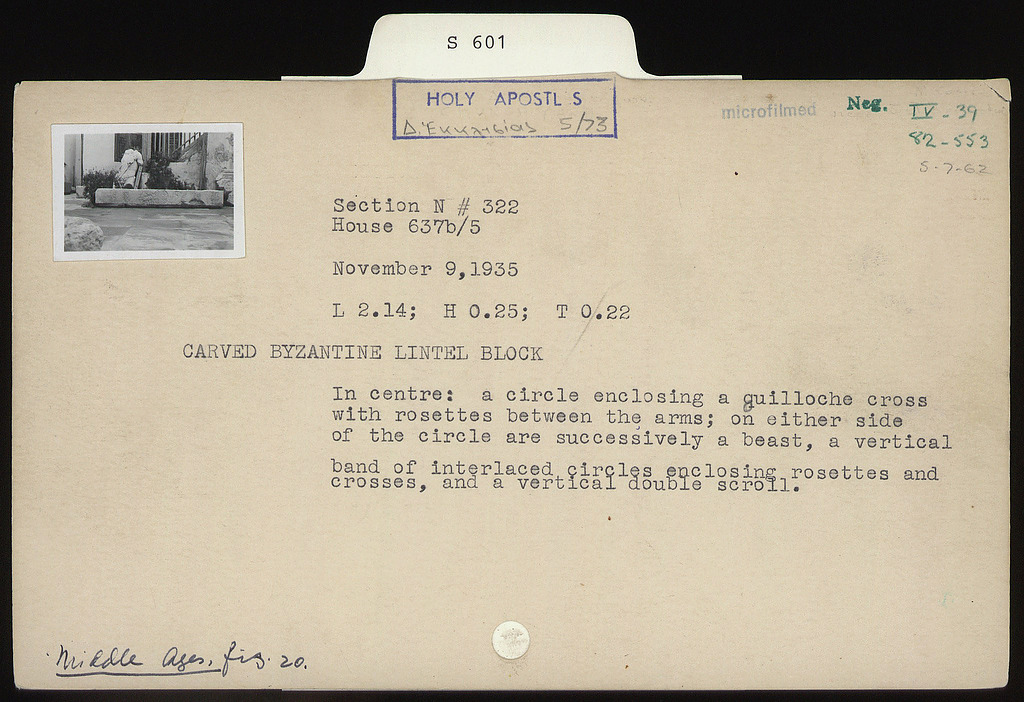 S 601
HOLY APOSTL S
Δ. Ἐκκλησίας 5/73
microfilmed Neg. IV-39
82-553
5-7-62
Section N # 322
House 637b/5
November 9,1935
L 2.14; H 0.25; T 0.22
CARVED BYZANTINE LINTEL BLOCK
In centre: a circle enclosing a guilloche cross
with rosettes between the arms; on either side
of the circle are successively a beast, a vertical
band of interlaced circles enclosing rosettes and
crosses, and a vertical double scroll.
Middle Ages, fig. 20.